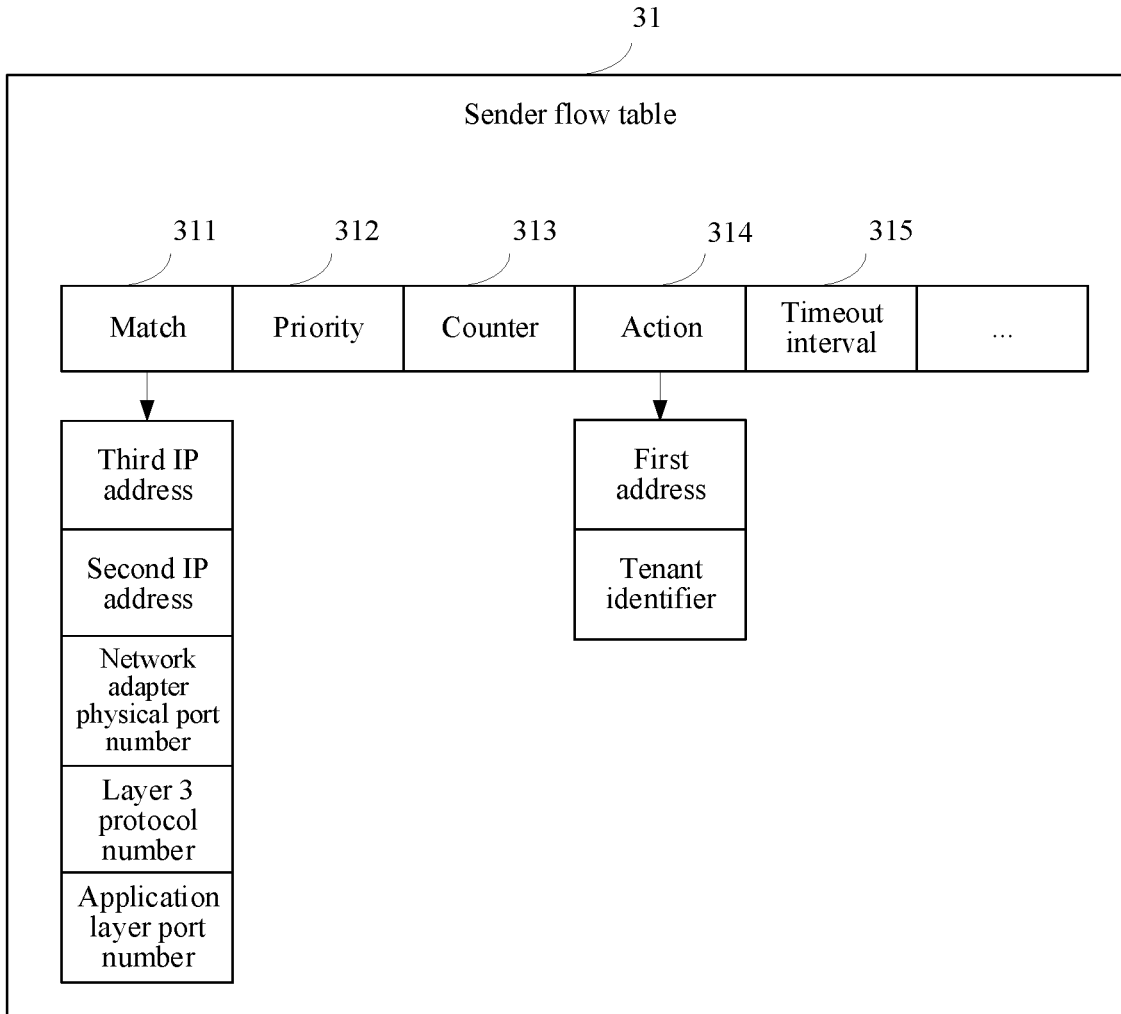 31
Sender flow table
311
312
313
314
315
Match
Priority
Counter
Action
Timeout
interval
...
Third IP
address
Second IP
address
Network
adapter
physical port
number
Layer 3
protocol
number
Application
layer port
number
First
address
Tenant
identifier